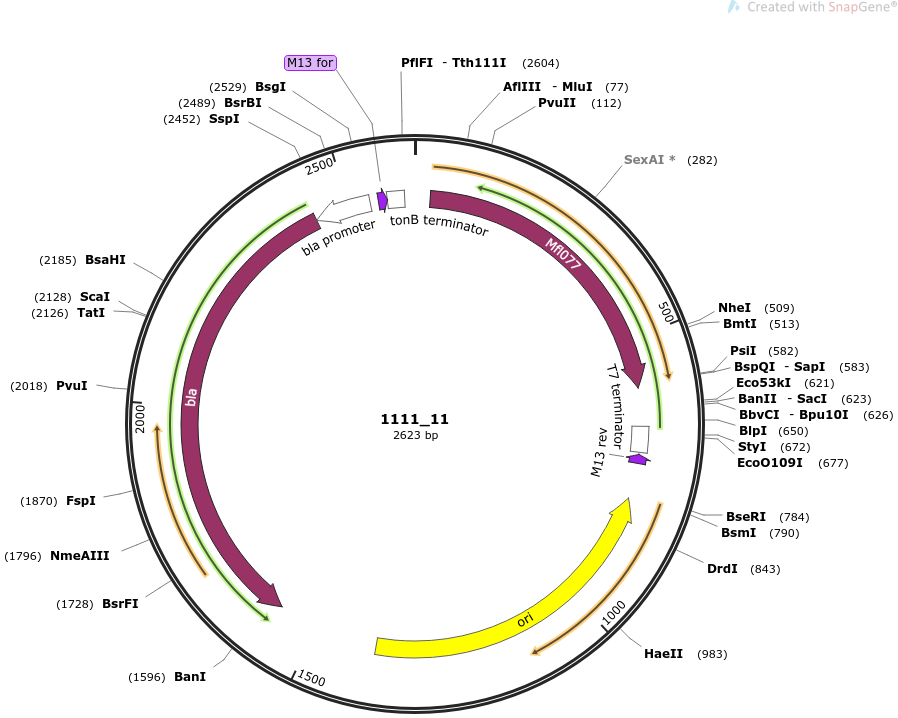 Created with SnapGene®
M13 for
PflFI - Tth111I (2604)
(2529) BsgI
(2489) BsrBI
(2452) SspI
AflIII - MluI (77)
PvuII (112)
SexAI * (282)
2500
bla promoter
tonB terminator
Mfl077
(2185) BsaHI
(2128) ScaI
(2126) TatI
500
NheI (509)
BmtI (513)
PsiI (582)
BspQI - SapI (583)
Eco53kI (621)
BanII - SacI (623)
BbvCI - Bpu10I (626)
BlpI (650)
StyI (672)
EcoO109I (677)
T7 terminator
M13 rev
(2018) PvuI
bla
2000
1111_11
2623 bp
(1870) FspI
(1796) NmeAIII
(1728) BsrFI
(1596) BanI
BseRI (784)
BsmI (790)
DrdI (843)
ori
1000
HaeII (983)
1500